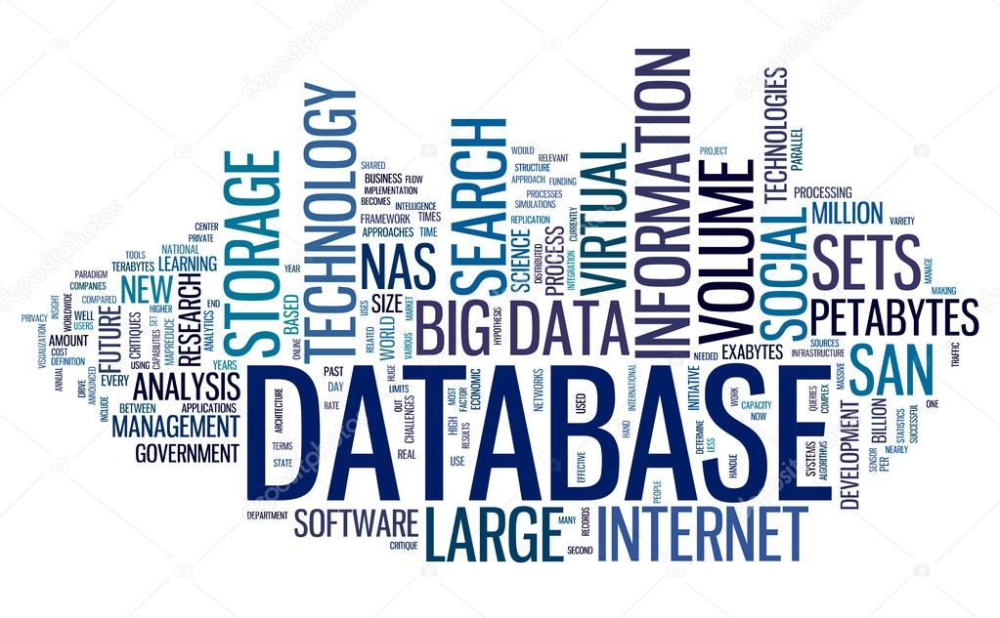 INFORMATION
TECHNOLOGIES
TECHNOLOGY
SEARCH
PARALLEL
STORAGE
VIRTUAL
VOLUME
PROJECT
WOULD
RELEVANT
STRUCTURE
APPROACH
FUNDING
PROCESSES
SIMULATIONS
REPLICATION
CURRENTLY
INTEGRATION
DISTRIBUTED
PROCESS
SCIENCE
SHARED
BUSINESS
FLOW
IMPLEMENTATION
BECOMES
INTELLIGENCE
FRAMEWORK
TIMES
APPROACHES
TIME
NAS
SIZE
USES
MARKET
WORLD
VARIOUS
RELATED
PROCESSING
MILLION
VARIETY
SOCIAL
SETS
MANAGE
MAKING
PETABYTES
TRAFFIC
CENTER
PRIVATE
NATIONAL
TOOLS
TERABYTES
LEARNING
PARADIGM
COMPANIES
NEW
HIGHER
COMPARED
RESEARCH
END
ANALYTICS
YEAR
BASED
ONLINE
INSIGHT
WORLDWIDE
PRIVACY
WELL
USERS
FUTURE
CRITIQUES
SET
CAPABILITIES
MAPREDUCE
VISUALIZATION
AMOUNT
COST
DEFINITION
ANNUAL
DRIVE
ANNOUNCED
EVERY
USING
YEARS
BIG DATA
HYPOTHESIS
NEEDED
EXABYTES
SOURCES
INFRASTRUCTURE
SAN
MASSIVE
ANALYSIS
INCLUDE
BETWEEN
APPLICATIONS
MANAGEMENT
GOVERNMENT
DATABASE
ARCHITECTURE
TERMS
STATE
PAST
DAY
RATE
HUGE
LIMITS
OUT
CHALLENGES
REAL
MOST
FACTOR
ECONOMIC
HIGH
RESULTS
USE
NETWORKS
USED
EFFECTIVE
INTERNATIONAL
HAND
PEOPLE
INITIATIVE
DETERMINE
LESS
WORK
CAPACITY
NOW
HANDLE
QUERIES
COMPLEX
SYSTEMS
ALGORITHMS
DEVELOPMENT
BILLION
STATISTICS
SUCCESSFUL
ONE
SENSOR
PER
NEARLY
DEPARTMENT
SOFTWARE
CRITIQUE
LARGE
MANY
RECORDS
SECOND
INTERNET
depositphotos